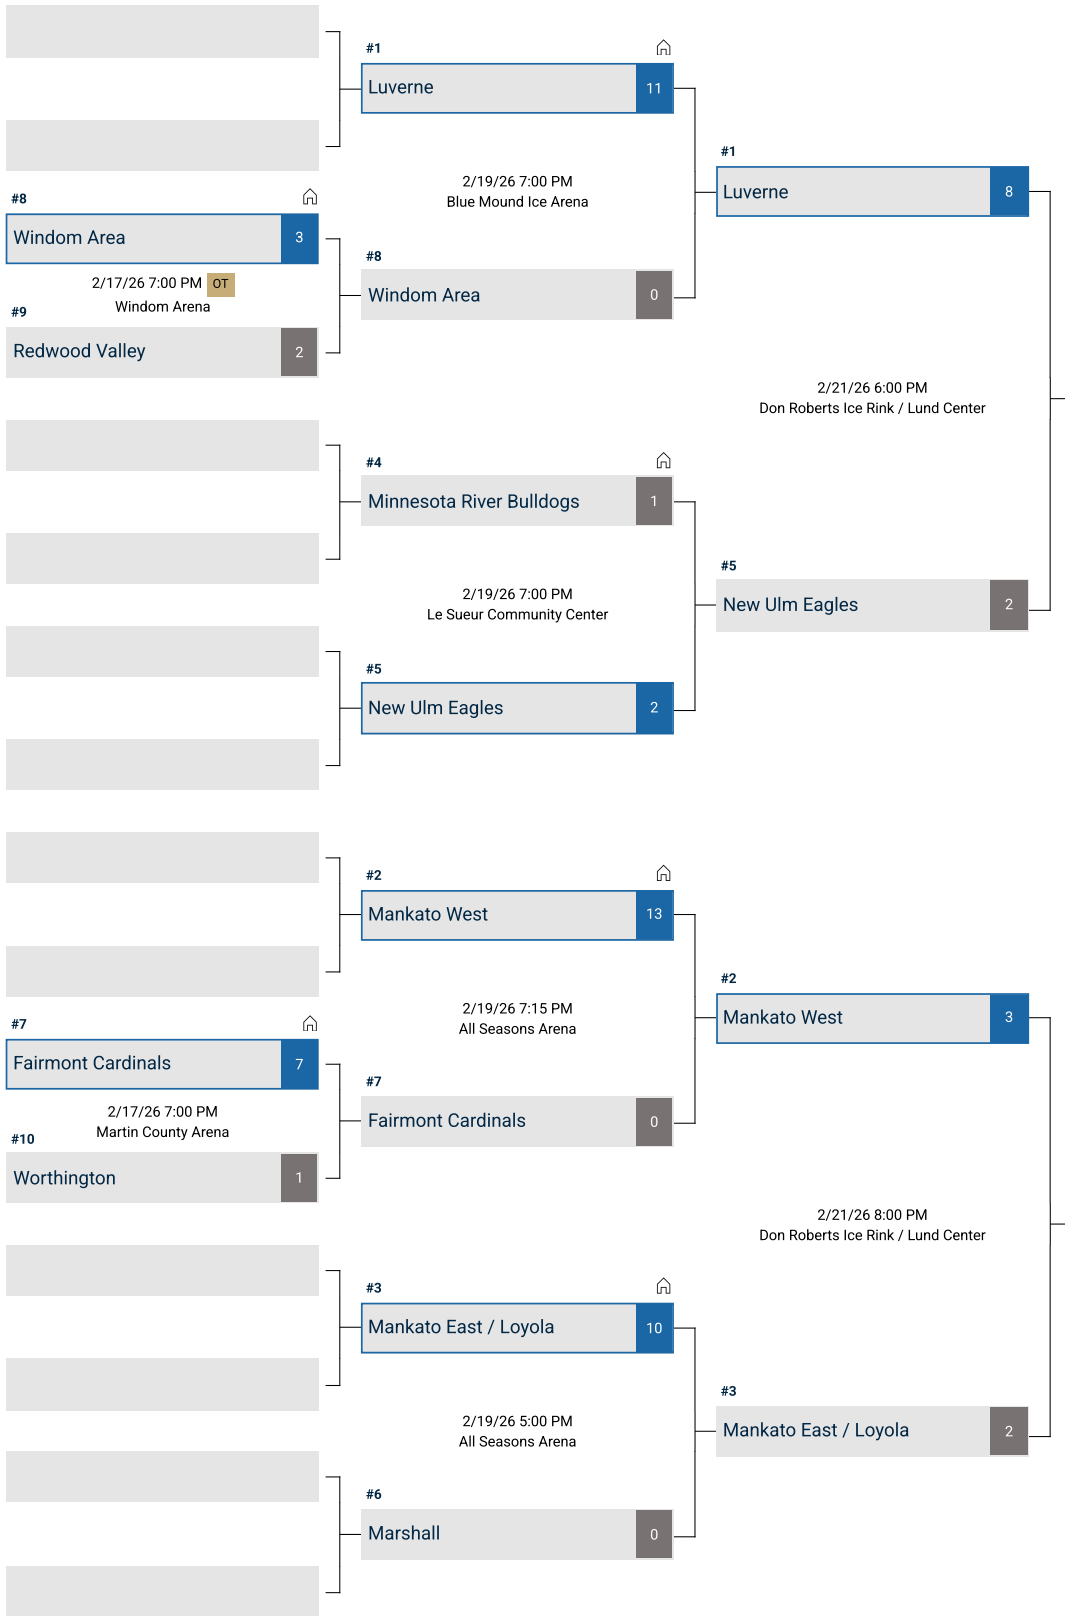 #1
Luverne
11
2/19/26 7:00 PM
Blue Mound Ice Arena
#1
Luverne
8
#8
Windom Area
3
2/17/26 7:00 PM OT
Windom Arena
#9
Redwood Valley
2
#8
Windom Area
0
2/21/26 6:00 PM
Don Roberts Ice Rink / Lund Center
#4
Minnesota River Bulldogs
1
2/19/26 7:00 PM
Le Sueur Community Center
#5
New Ulm Eagles
2
#5
New Ulm Eagles
2
#2
Mankato West
13
2/19/26 7:15 PM
All Seasons Arena
#2
Mankato West
3
#7
Fairmont Cardinals
7
2/17/26 7:00 PM
Martin County Arena
#10
Worthington
1
#7
Fairmont Cardinals
0
2/21/26 8:00 PM
Don Roberts Ice Rink / Lund Center
#3
Mankato East / Loyola
10
2/19/26 5:00 PM
All Seasons Arena
#3
Mankato East / Loyola
2
#6
Marshall
0